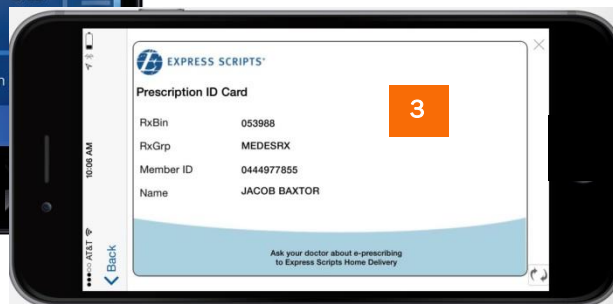 EXPRESS SCRIPTS
Prescription ID Card
3
RxBin 053988
RxGrp MEDESRX
Member ID 0444977855
Name JACOB BAXTOR
Ask your doctor about e-prescribing
to Express Scripts Home Delivery
AT&T
10:06 AM
Back
n